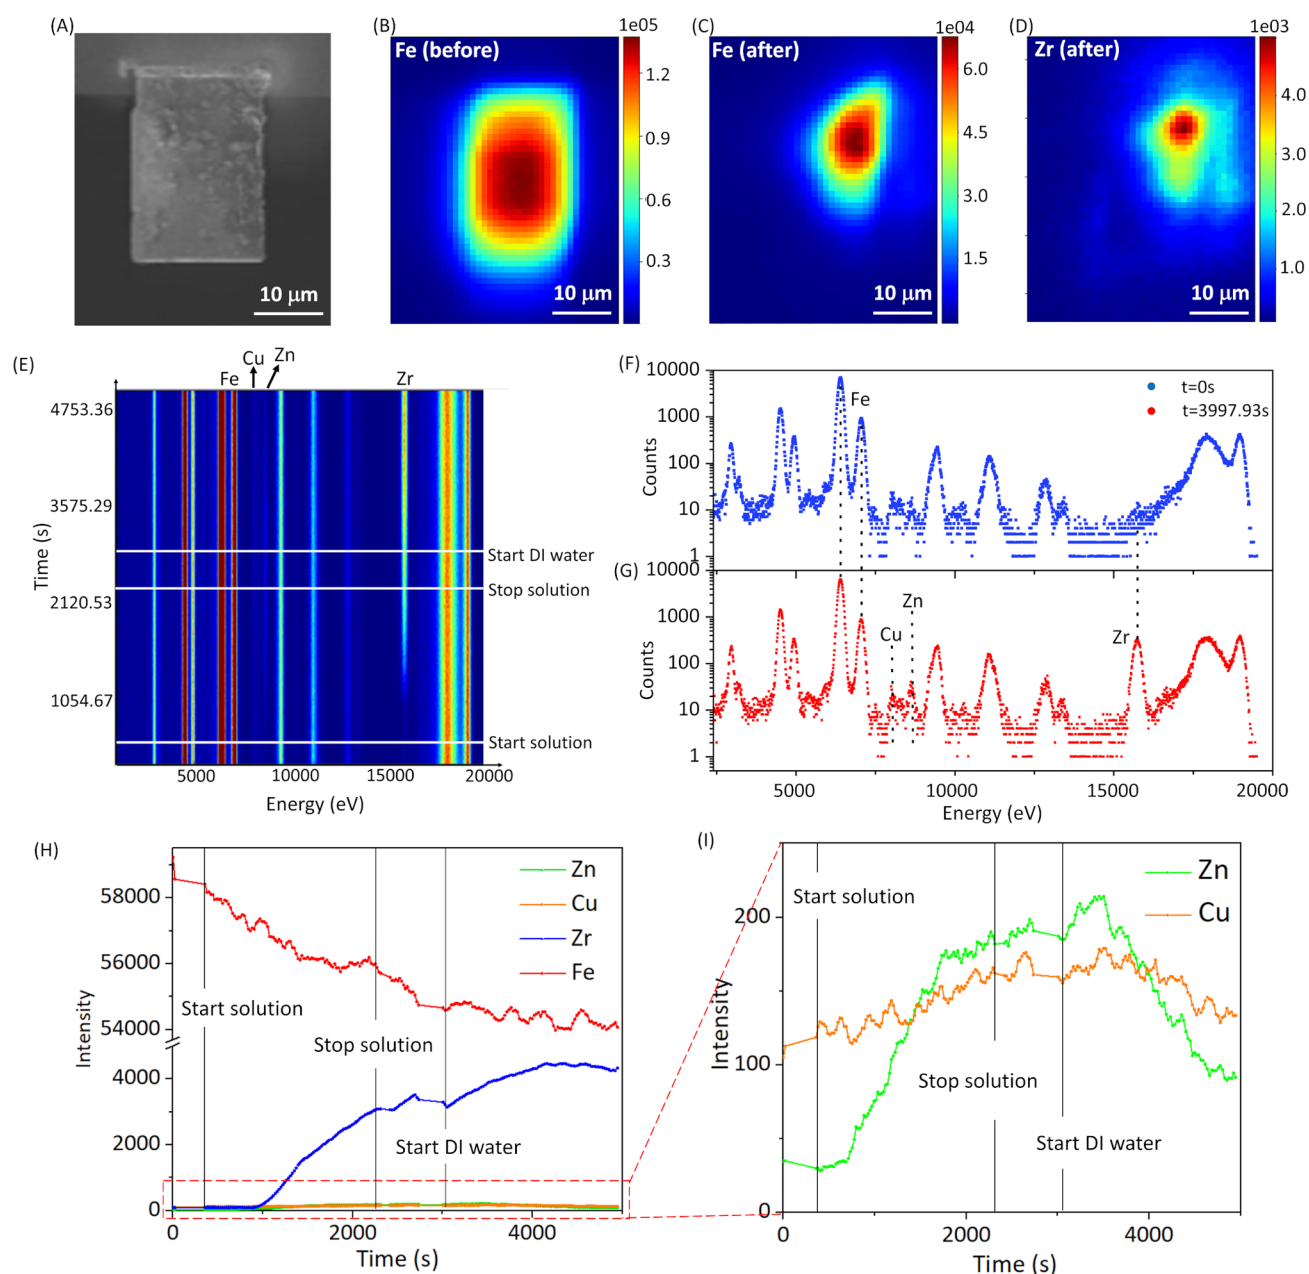 (A)
10 μm
(B)
Fe (before)
10 μm
1e05
1.2
0.9
0.6
0.3
(C)
Fe (after)
10 μm
1e04
6.0
4.5
3.0
1.5
(D)
Zr (after)
10 μm
1e03
4.0
3.0
2.0
1.0
(E)
Fe
Cu
Zn
Zr
4753.36
3575.29
2120.53
1054.67
Time (s)
Start DI water
Stop solution
Start solution
5000
10000
15000
20000
Energy (eV)
(F)
10000
1000
100
10
1
Counts
Fe
t=0s
t=3997.93s
(G)
10000
1000
100
10
1
Counts
Cu
Zn
Zr
5000
10000
15000
20000
Energy (eV)
(H)
58000
56000
54000
4000
2000
0
Intensity
Zn
Cu
Zr
Fe
Start solution
Stop solution
Start DI water
0
2000
4000
Time (s)
(I)
200
100
0
Intensity
Start solution
Zn
Cu
Stop solution
Start DI water
0
2000
4000
Time (s)